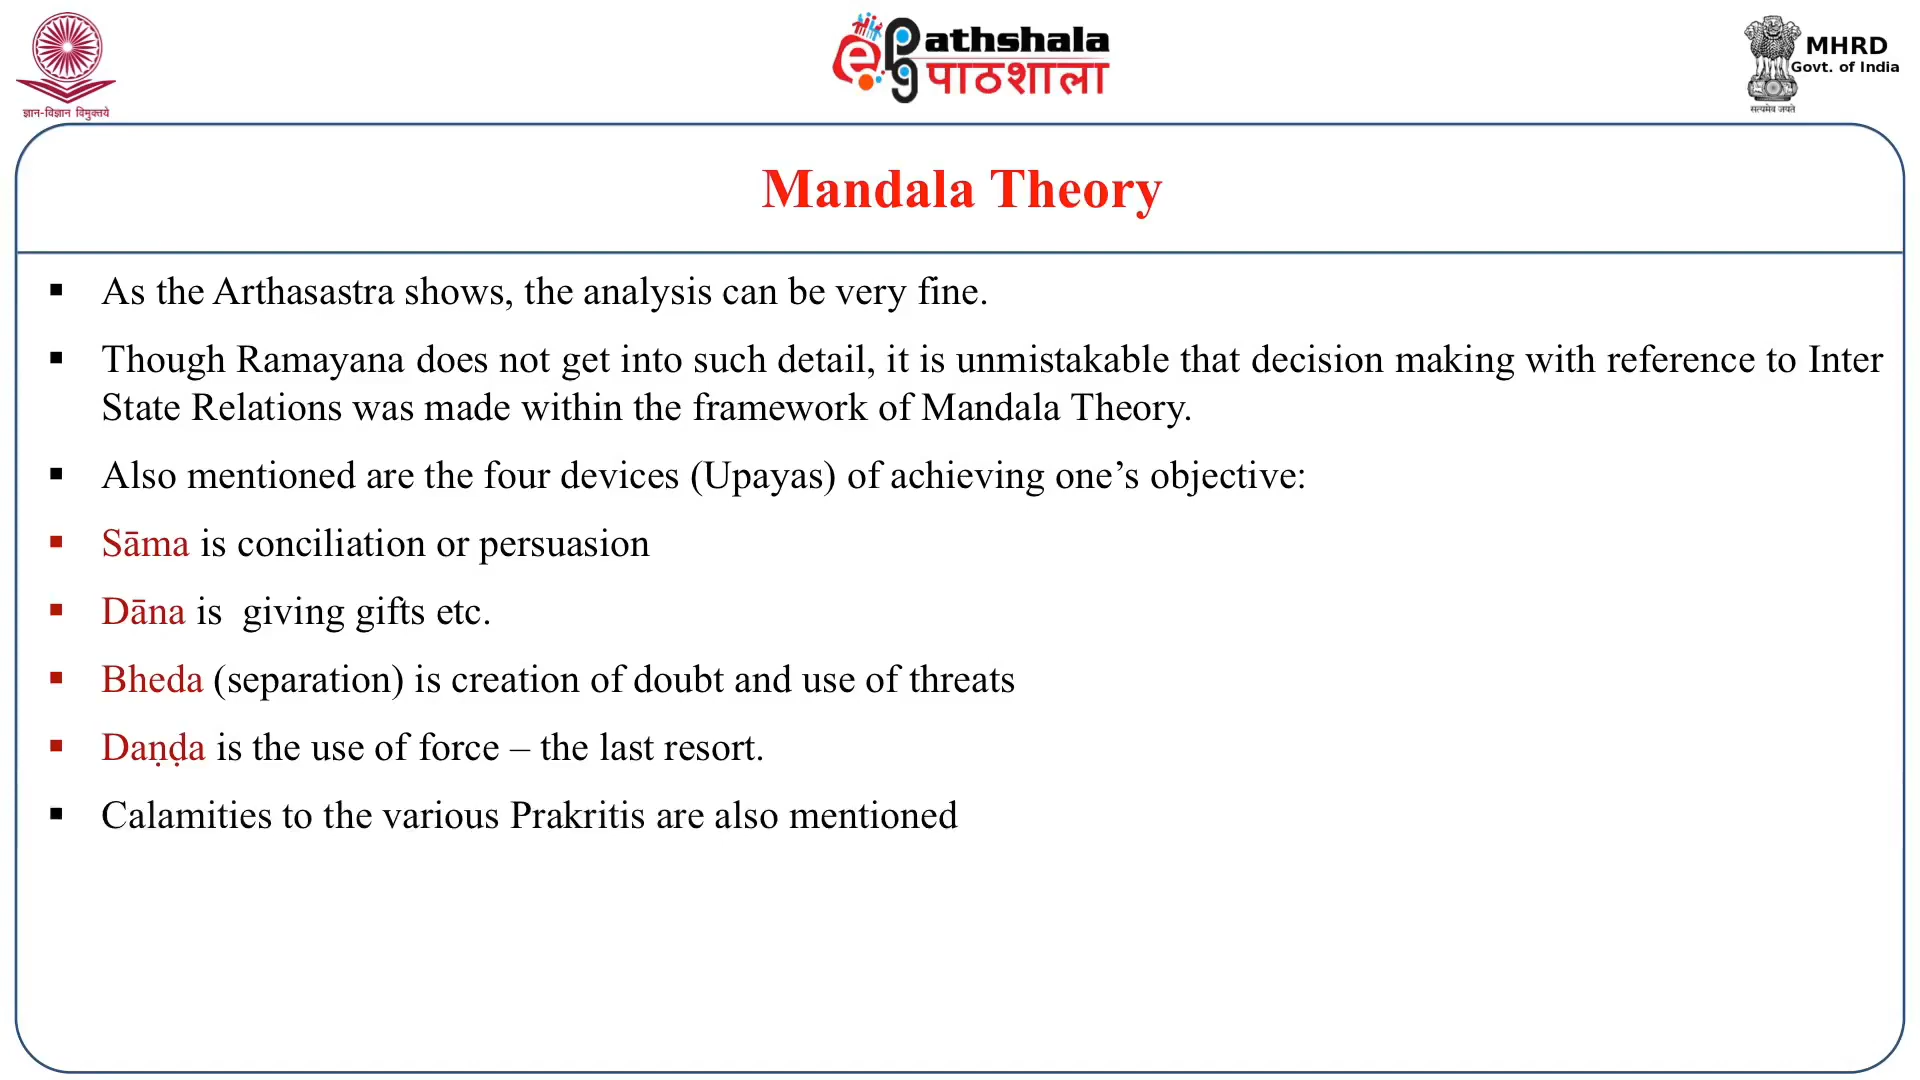 ज्ञान-विज्ञान विमुक्तये
ePG Pathshala
पाठशाला
सत्यमेव जयते
MHRD
Govt. of India
Mandala Theory
▪ As the Arthasastra shows, the analysis can be very fine.
▪ Though Ramayana does not get into such detail, it is unmistakable that decision making with reference to Inter
State Relations was made within the framework of Mandala Theory.
▪ Also mentioned are the four devices (Upayas) of achieving one’s objective:
▪ Sāma is conciliation or persuasion
▪ Dāna is  giving gifts etc.
▪ Bheda (separation) is creation of doubt and use of threats
▪ Daṇḍa is the use of force – the last resort.
▪ Calamities to the various Prakritis are also mentioned